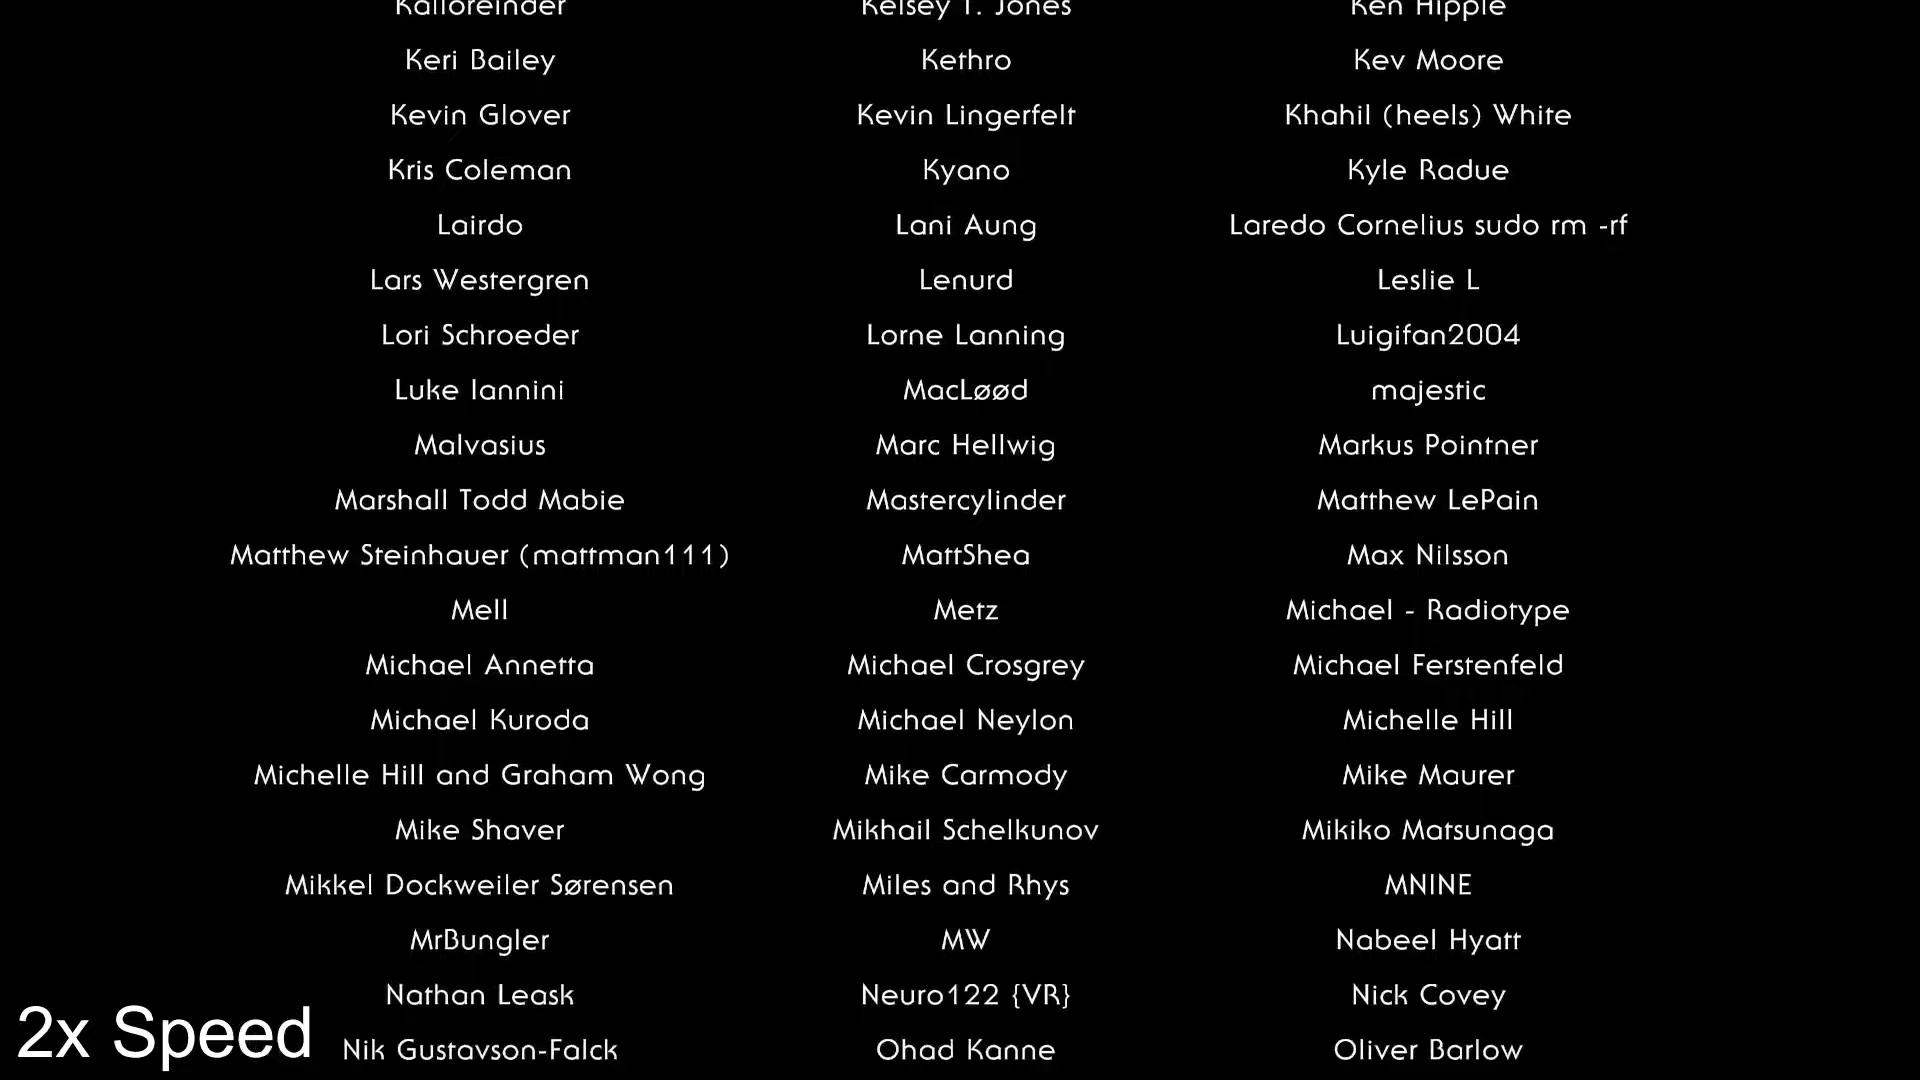 Kelsey T. Jones Ken Hipple
Keri Bailey Kethro Kev Moore
Kevin Glover Kevin Lingerfelt Khahil (heels) White
Kris Coleman Kyano Kyle Radue
Lairdo Lani Aung Laredo Cornelius sudo rm -rf
Lars Westergren Lenurd Leslie L
Lori Schroeder Lorne Lanning Luigifan2004
Luke Iannini MacLøød majestic
Malvasius Marc Hellwig Markus Pointner
Marshall Todd Mabie Mastercylinder Matthew LePain
Matthew Steinhauer (mattman111) MattShea Max Nilsson
Mell Metz Michael - Radiotype
Michael Annetta Michael Crosgrey Michael Ferstenfeld
Michael Kuroda Michael Neylon Michelle Hill
Michelle Hill and Graham Wong Mike Carmody Mike Maurer
Mike Shaver Mikhail Schelkunov Mikiko Matsunaga
Mikkel Dockweiler Sørensen Miles and Rhys MNINE
MrBungler MW Nabeel Hyatt
Nathan Leask Neuro122 {VR} Nick Covey
2x Speed Nik Gustavson-Falck Ohad Kanne Oliver Barlow